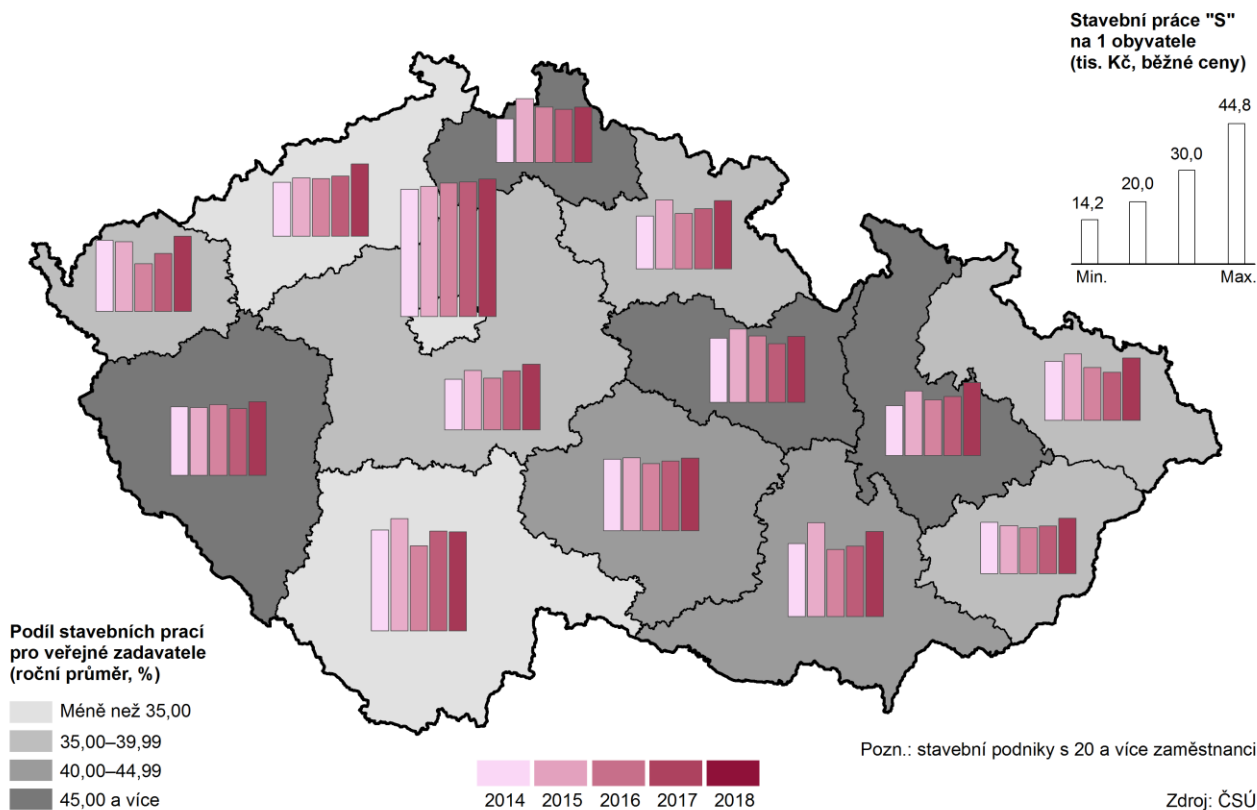 Stavební práce "S"
na 1 obyvatele
(tis. Kč, běžné ceny)
44,8
30,0
20,0
14,2
Min.
Max.
Podíl stavebních prací
pro veřejné zadavatele
(roční průměr, %)
Méně než 35,00
35,00–39,99
40,00–44,99
45,00 a více
2014 2015 2016 2017 2018
Pozn.: stavební podniky s 20 a více zaměstnanci
Zdroj: ČSÚ